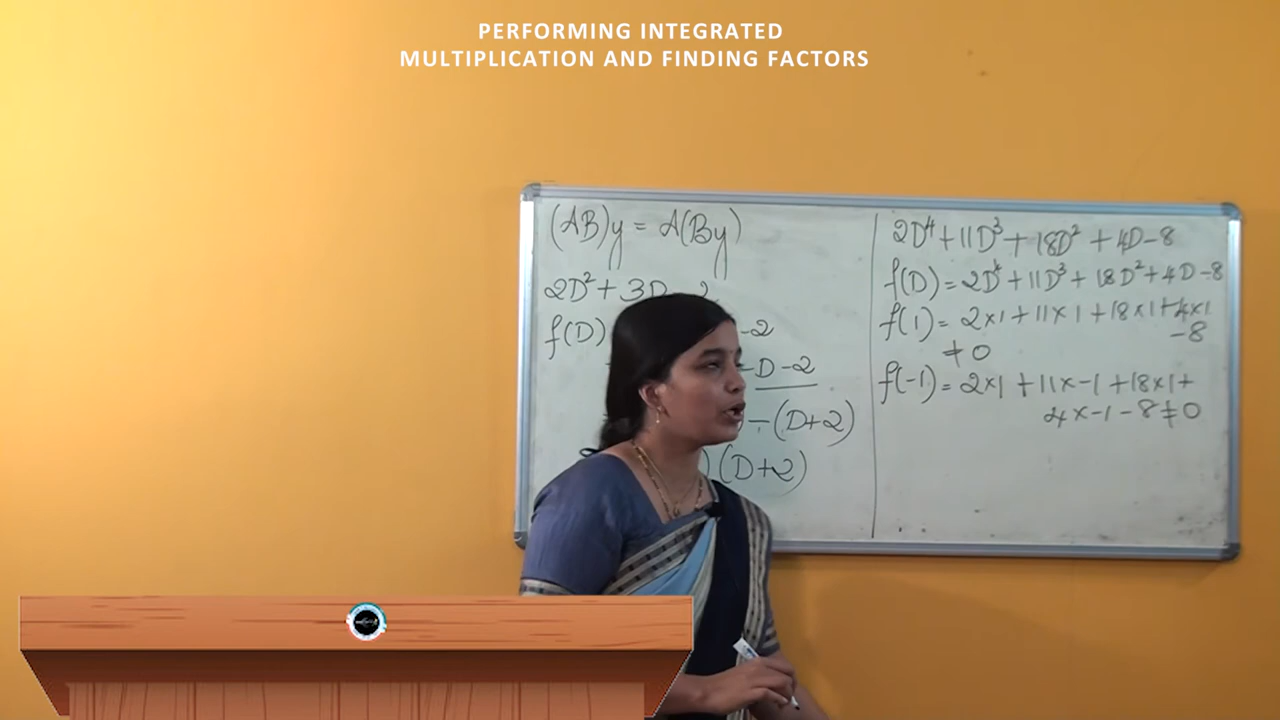 PERFORMING INTEGRATED
MULTIPLICATION AND FINDING FACTORS
(AB)y = A(By)
2D² + 3D - 2
f(D) -2
-D-2
-(D+2)
)(D+2)
2D⁴ + 11D³ + 18D² + 4D - 8
f(D) = 2D⁴ + 11D³ + 18D² + 4D - 8
f(1) = 2×1 + 11×1 + 18×1 + 4×1
-8
≠ 0
f(-1) = 2×1 + 11×-1 + 18×1 +
4×-1 - 8 ≠ 0